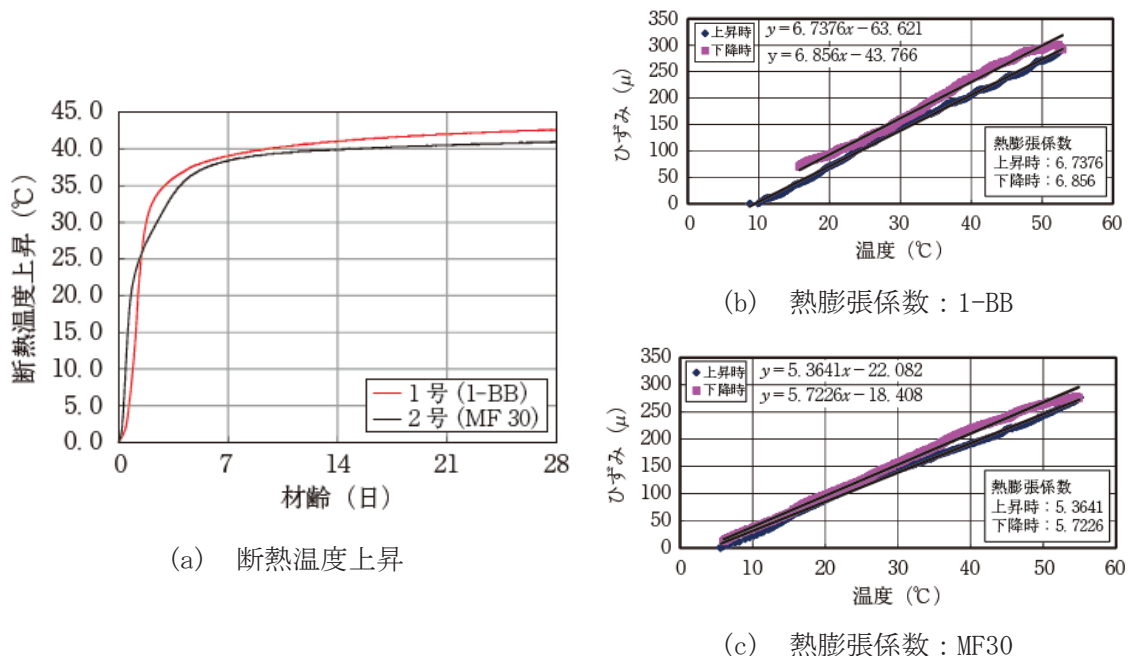 45.0
40.0
35.0
30.0
25.0
20.0
15.0
10.0
5.0
0.0
断熱温度上昇（℃）
0 7 14 21 28
材齢（日）
1号(1-BB)
2号(MF 30)
(a) 断熱温度上昇
350
300
250
200
150
100
50
0
ひずみ（μ）
上昇時 y=6.7376x−63.621
下降時 y=6.856x−43.766
熱膨張係数
上昇時：6.7376
下降時：6.856
0 10 20 30 40 50 60
温度（℃）
(b) 熱膨張係数：1-BB
350
300
250
200
150
100
50
0
ひずみ（μ）
上昇時 y=5.3641x−22.082
下降時 y=5.7226x−18.408
熱膨張係数
上昇時：5.3641
下降時：5.7226
0 10 20 30 40 50 60
温度（℃）
(c) 熱膨張係数：MF30